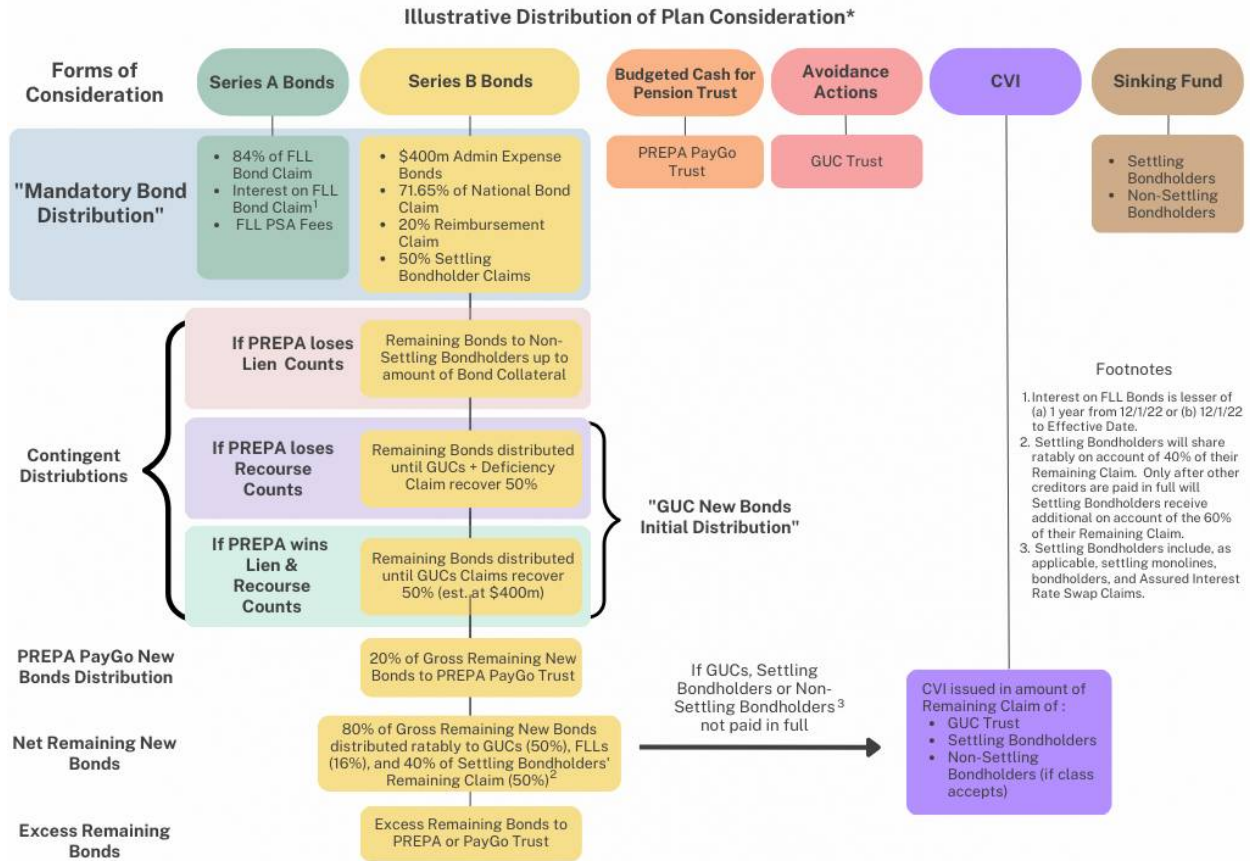 Illustrative Distribution of Plan Consideration*
Forms of
Consideration
Series A Bonds
Series B Bonds
Budgeted Cash for
Pension Trust
Avoidance
Actions
CVI
Sinking Fund
"Mandatory Bond
Distribution"
• 84% of FLL
Bond Claim
• Interest on FLL
Bond Claim¹
• FLL PSA Fees
• $400m Admin Expense
Bonds
• 71.65% of National Bond
Claim
• 20% Reimbursement
Claim
• 50% Settling
Bondholder Claims
PREPA PayGo
Trust
GUC Trust
• Settling
Bondholders
• Non-Settling
Bondholders
Contingent
Distriubtions
If PREPA loses
Lien Counts
Remaining Bonds to Non-
Settling Bondholders up to
amount of Bond Collateral
If PREPA loses
Recourse
Counts
Remaining Bonds distributed
until GUCs + Deficiency
Claim recover 50%
If PREPA wins
Lien &
Recourse
Counts
Remaining Bonds distributed
until GUCs Claims recover
50% (est. at $400m)
"GUC New Bonds
Initial Distribution"
Footnotes
1. Interest on FLL Bonds is lesser of
(a) 1 year from 12/1/22 or (b) 12/1/22
to Effective Date.
2. Settling Bondholders will share
ratably on account of 40% of their
Remaining Claim. Only after other
creditors are paid in full will
Settling Bondholders receive
additional on account of the 60%
of their Remaining Claim.
3. Settling Bondholders include, as
applicable, settling monolines,
bondholders, and Assured Interest
Rate Swap Claims.
PREPA PayGo New
Bonds Distribution
20% of Gross Remaining New
Bonds to PREPA PayGo Trust
Net Remaining New
Bonds
80% of Gross Remaining New Bonds
distributed ratably to GUCs (50%), FLLs
(16%), and 40% of Settling Bondholders'
Remaining Claim (50%)²
If GUCs, Settling
Bondholders or Non-
Settling Bondholders³
not paid in full
CVI issued in amount of
Remaining Claim of :
• GUC Trust
• Settling Bondholders
• Non-Settling
Bondholders (if class
accepts)
Excess Remaining
Bonds
Excess Remaining Bonds to
PREPA or PayGo Trust